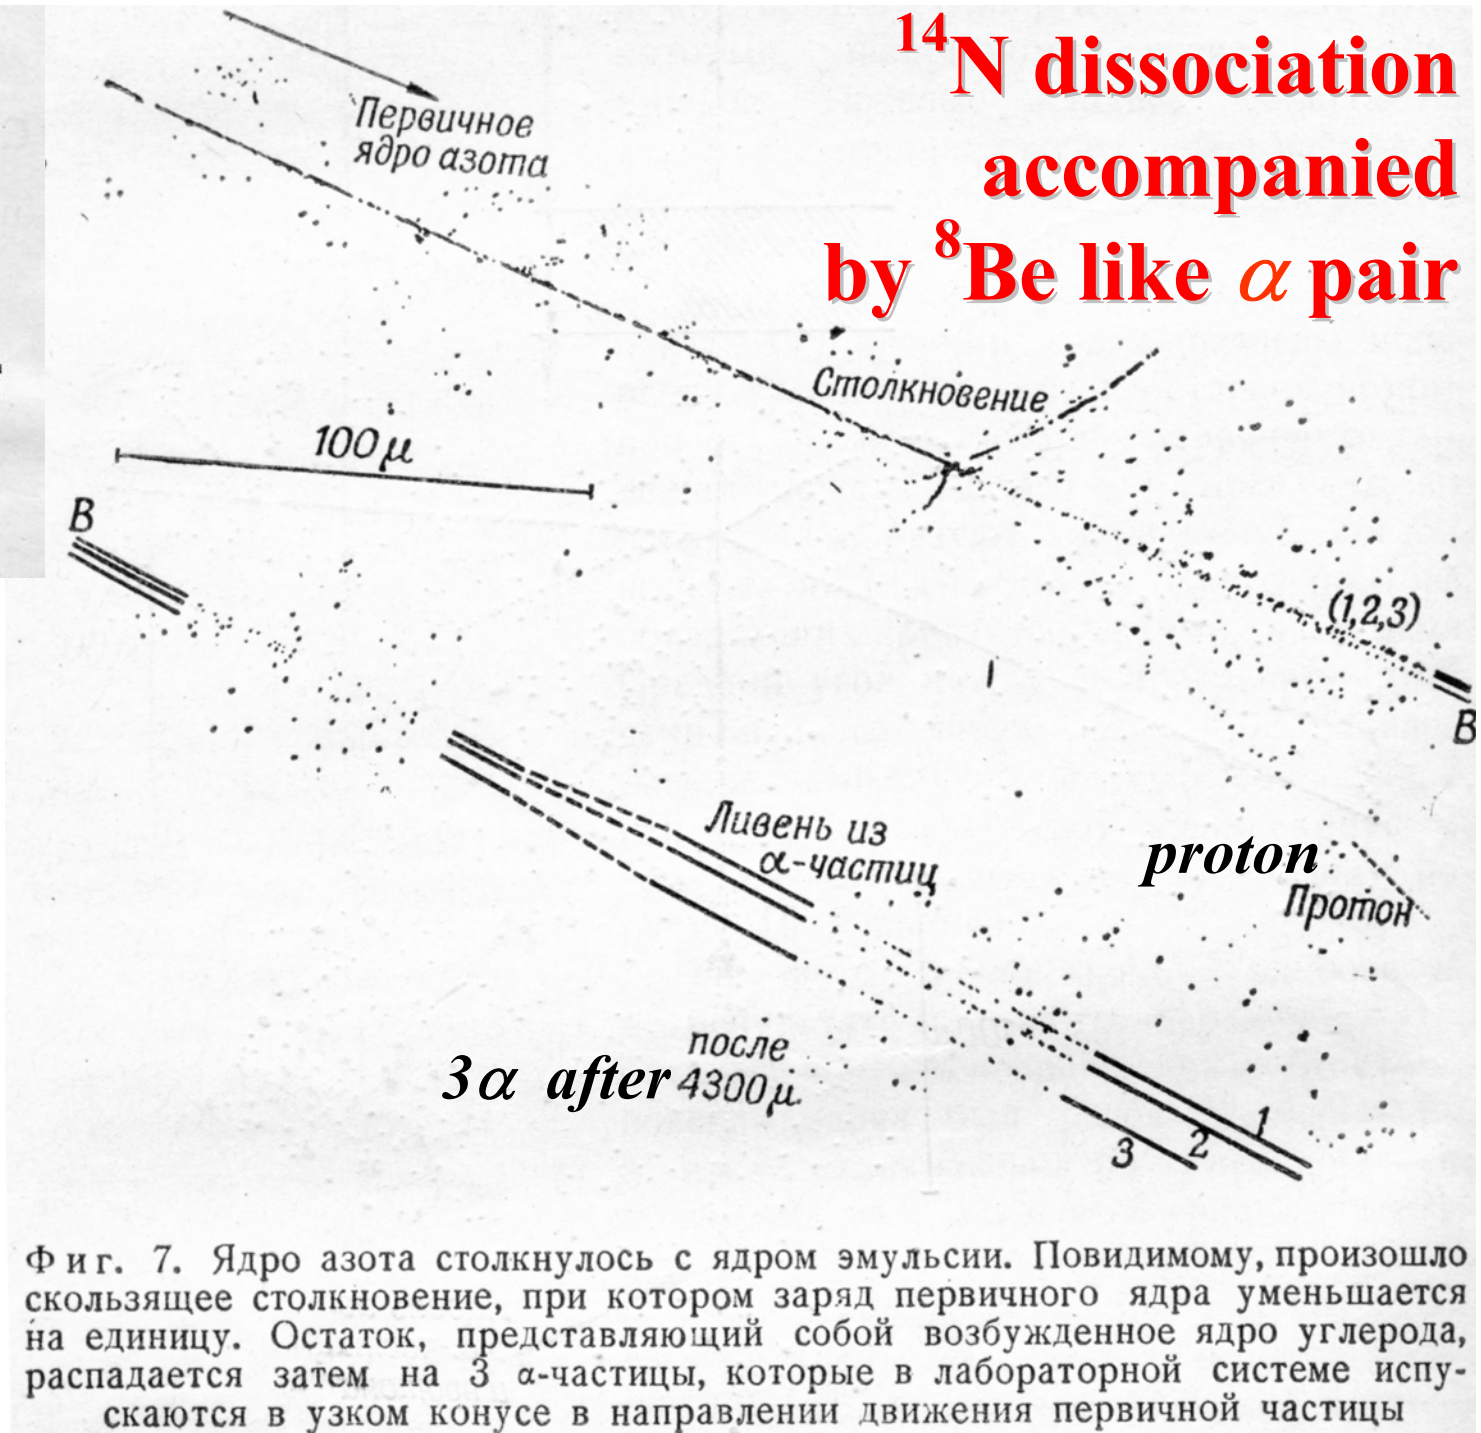 ¹⁴N dissociation
accompanied
by ⁸Be like α pair
Первичное
ядро азота
Столкновение
100μ
B
(1,2,3)
B
Ливень из
α-частиц
proton
Протон
3α after
после
4300μ.
1
2
3
Фиг. 7. Ядро азота столкнулось с ядром эмульсии. Повидимому, произошло
скользящее столкновение, при котором заряд первичного ядра уменьшается
на единицу. Остаток, представляющий собой возбужденное ядро углерода,
распадается затем на 3 α-частицы, которые в лабораторной системе испу-
скаются в узком конусе в направлении движения первичной частицы